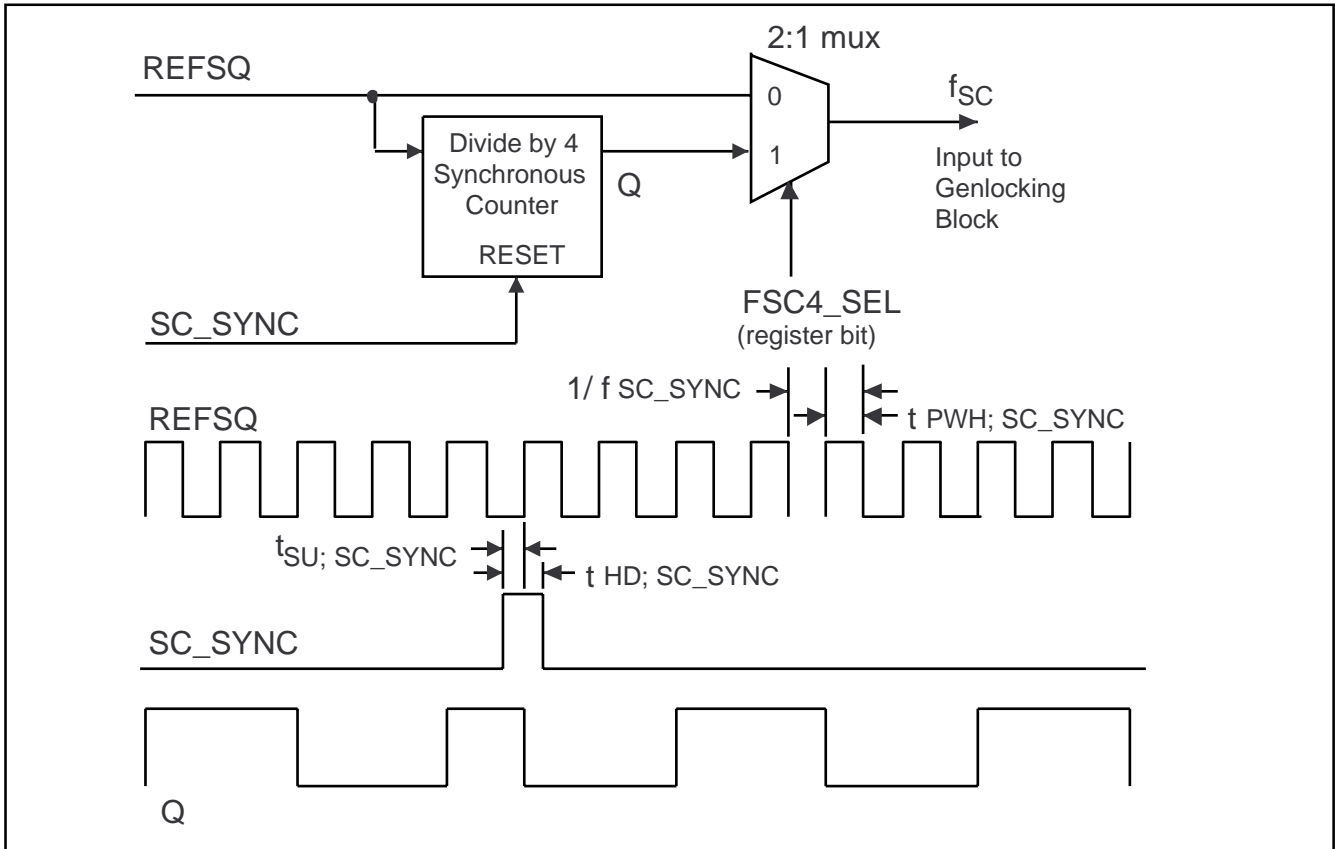 2:1 mux
REFSQ
0
f SC
Divide by 4
Synchronous
Counter
Q
1
Input to
Genlocking
Block
RESET
SC_SYNC
FSC4_SEL
(register bit)
1/ f SC_SYNC
t PWH; SC_SYNC
REFSQ
tSU; SC_SYNC
t HD; SC_SYNC
SC_SYNC
Q